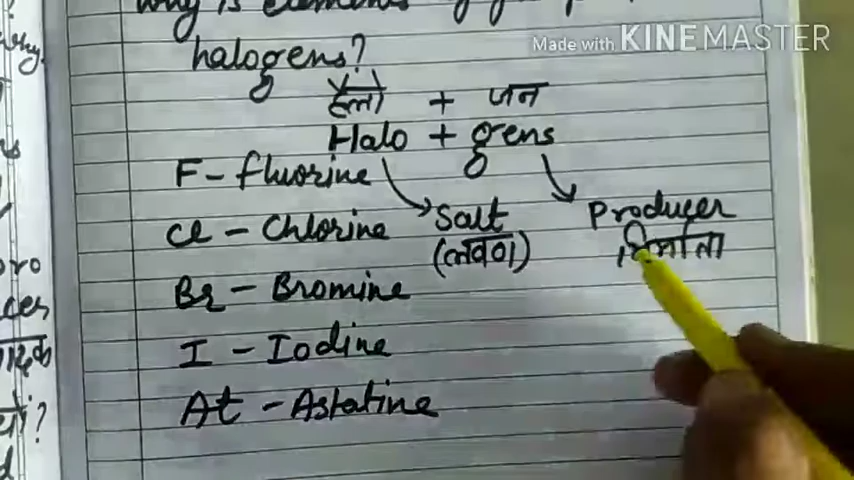 Made with KINEMASTER
halogens?
हैलो + जन
Halo + gens
F - fluorine
Cl - Chlorine
Salt
Producer
(लवण)
निर्माता
Br - Bromine
I - Iodine
At - Astatine